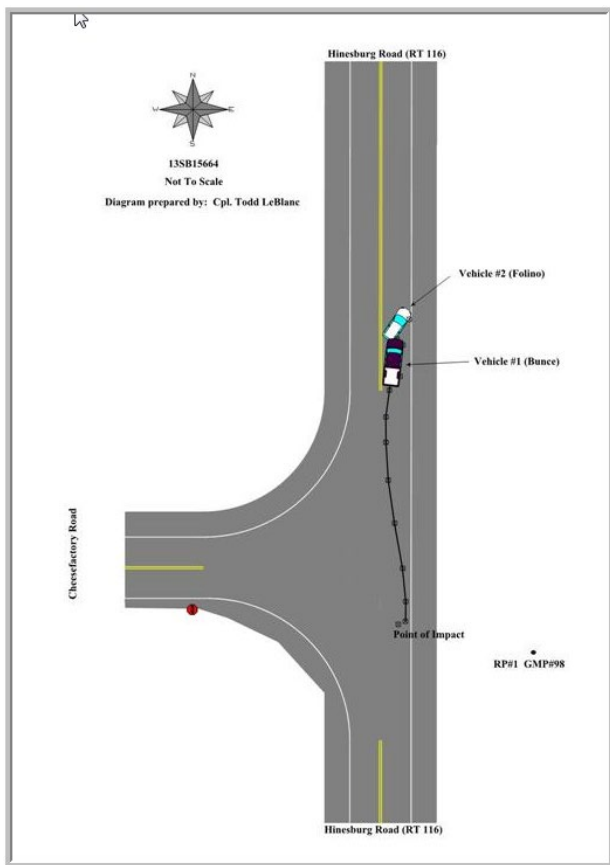 Hinesburg Road (RT 116)
N
W E
S
13SB15664
Not To Scale
Diagram prepared by: Cpl. Todd LeBlanc
Vehicle #2 (Folino)
Vehicle #1 (Bunce)
Cheesefactory Road
Point of Impact
RP#1 GMP#98
Hinesburg Road (RT 116)